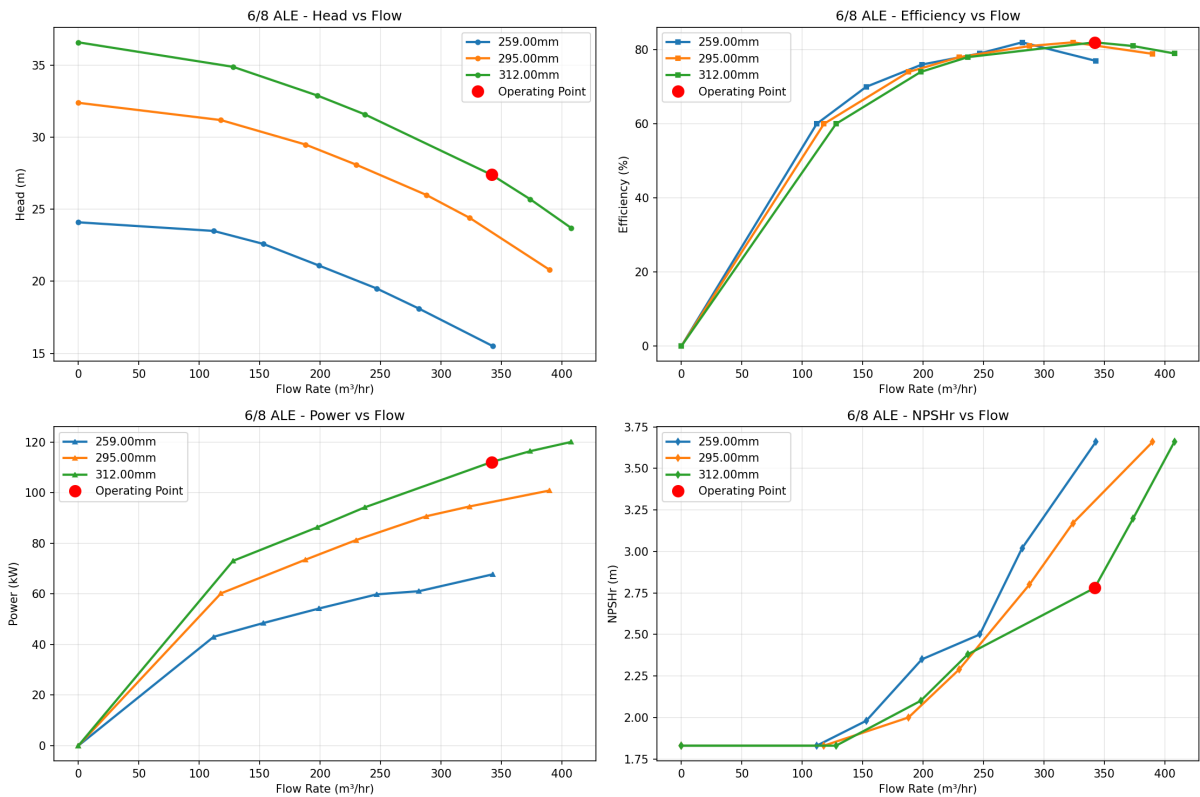 6/8 ALE - Head vs Flow
Head (m)
35
30
25
20
15
259.00mm
295.00mm
312.00mm
Operating Point
0 50 100 150 200 250 300 350 400
Flow Rate (m³/hr)
6/8 ALE - Efficiency vs Flow
Efficiency (%)
80
60
40
20
0
259.00mm
295.00mm
312.00mm
Operating Point
0 50 100 150 200 250 300 350 400
Flow Rate (m³/hr)
6/8 ALE - Power vs Flow
Power (kW)
120
100
80
60
40
20
0
259.00mm
295.00mm
312.00mm
Operating Point
0 50 100 150 200 250 300 350 400
Flow Rate (m³/hr)
6/8 ALE - NPSHr vs Flow
NPSHr (m)
3.75
3.50
3.25
3.00
2.75
2.50
2.25
2.00
1.75
259.00mm
295.00mm
312.00mm
Operating Point
0 50 100 150 200 250 300 350 400
Flow Rate (m³/hr)